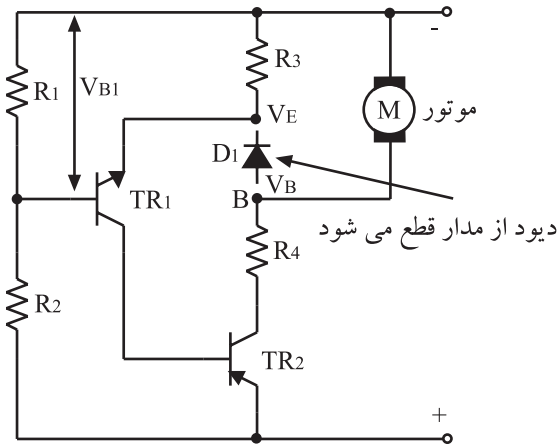 -
R3
R1
VB1
VE
M
موتور
D1
TR1
B
VB
دیود از مدار قطع می شود
R4
R2
TR2
+